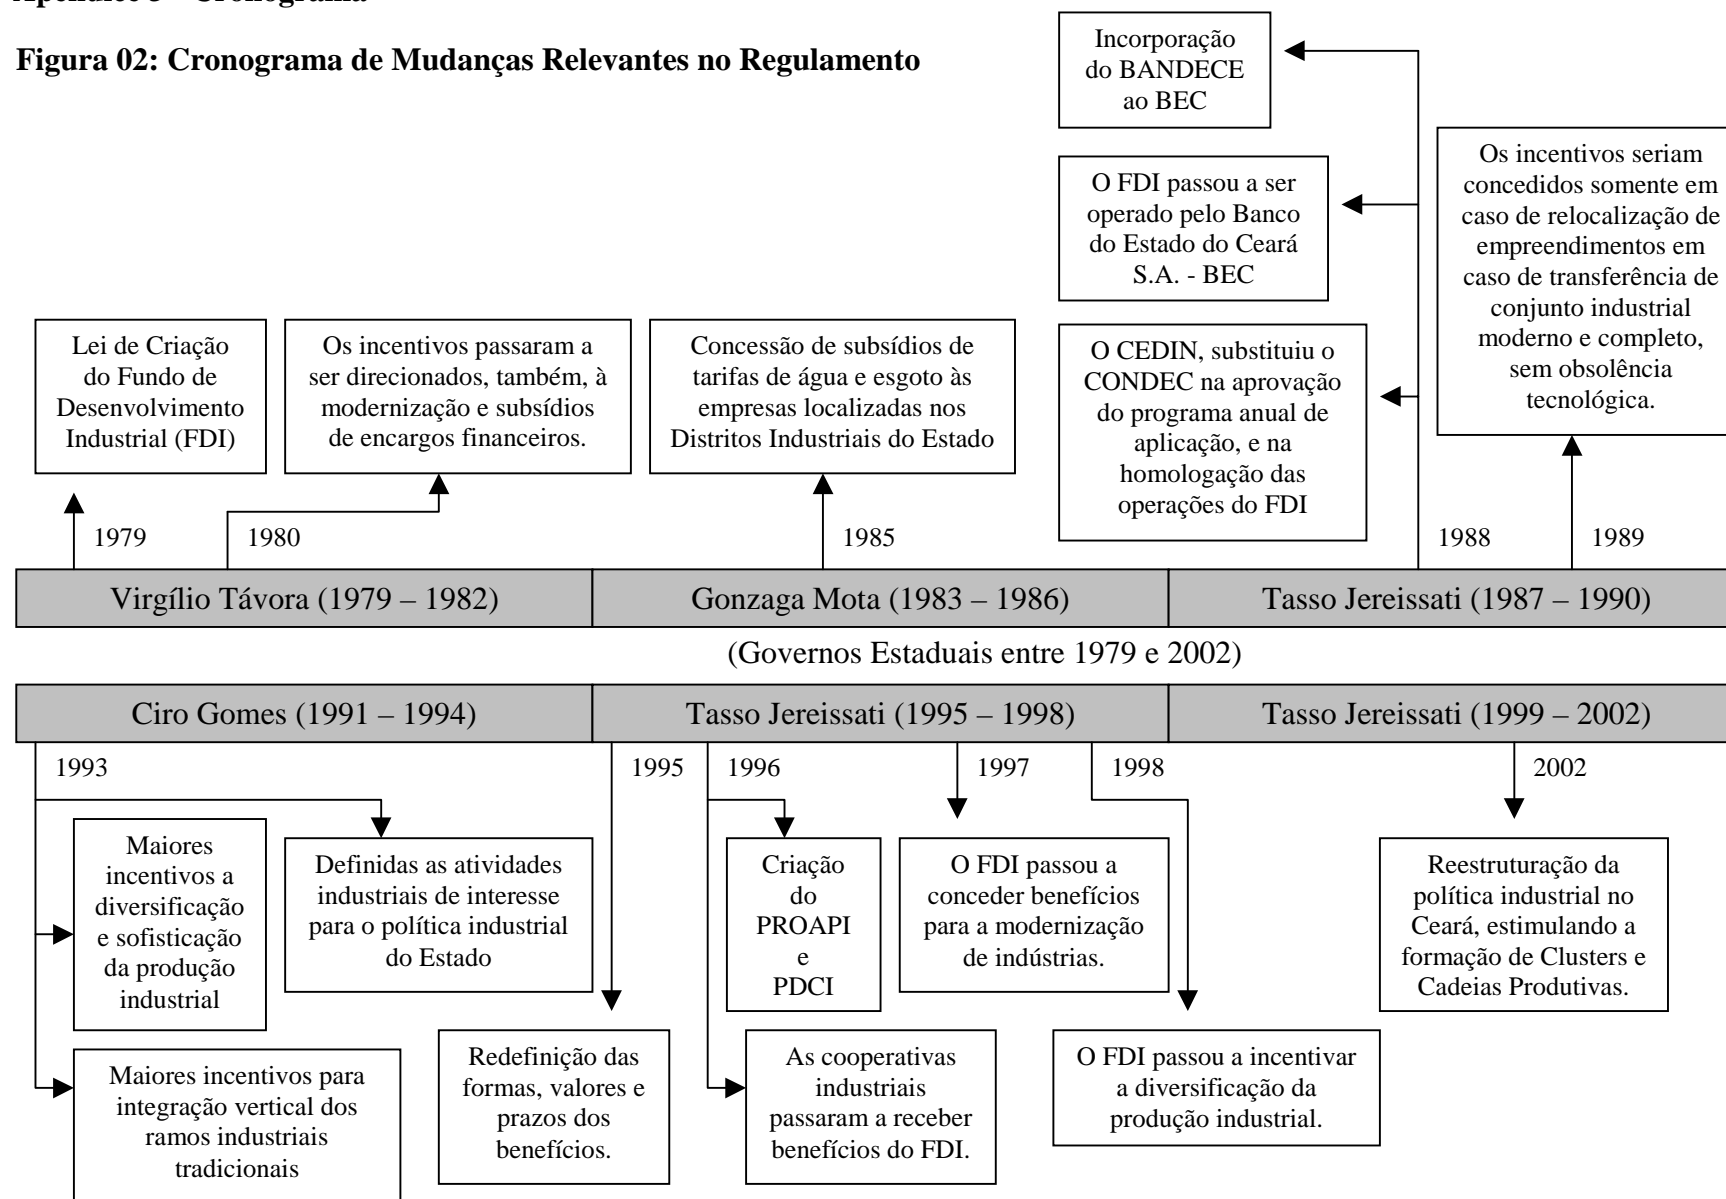 Apêndice 3 - Cronograma
Figura 02: Cronograma de Mudanças Relevantes no Regulamento
Incorporação
do BANDECE
ao BEC
O FDI passou a ser
operado pelo Banco
do Estado do Ceará
S.A. - BEC
O CEDIN, substituiu o
CONDEC na aprovação
do programa anual de
aplicação, e na
homologação das
operações do FDI
Os incentivos seriam
concedidos somente em
caso de relocalização de
empreendimentos em
caso de transferência de
conjunto industrial
moderno e completo,
sem obsolência
tecnológica.
Lei de Criação
do Fundo de
Desenvolvimento
Industrial (FDI)
Os incentivos passaram a
ser direcionados, também, à
modernização e subsídios
de encargos financeiros.
Concessão de subsídios de
tarifas de água e esgoto às
empresas localizadas nos
Distritos Industriais do Estado
1979
1980
1985
1988
1989
Virgílio Távora (1979 – 1982)
Gonzaga Mota (1983 – 1986)
Tasso Jereissati (1987 – 1990)
(Governos Estaduais entre 1979 e 2002)
Ciro Gomes (1991 – 1994)
Tasso Jereissati (1995 – 1998)
Tasso Jereissati (1999 – 2002)
1993
1995
1996
1997
1998
2002
Maiores
incentivos a
diversificação
e sofisticação
da produção
industrial
Definidas as atividades
industriais de interesse
para o política industrial
do Estado
Criação
do
PROAPI
e
PDCI
O FDI passou a
conceder benefícios
para a modernização
de indústrias.
Reestruturação da
política industrial no
Ceará, estimulando a
formação de Clusters e
Cadeias Produtivas.
Maiores incentivos para
integração vertical dos
ramos industriais
tradicionais
Redefinição das
formas, valores e
prazos dos
benefícios.
As cooperativas
industriais
passaram a receber
benefícios do FDI.
O FDI passou a incentivar
a diversificação da
produção industrial.